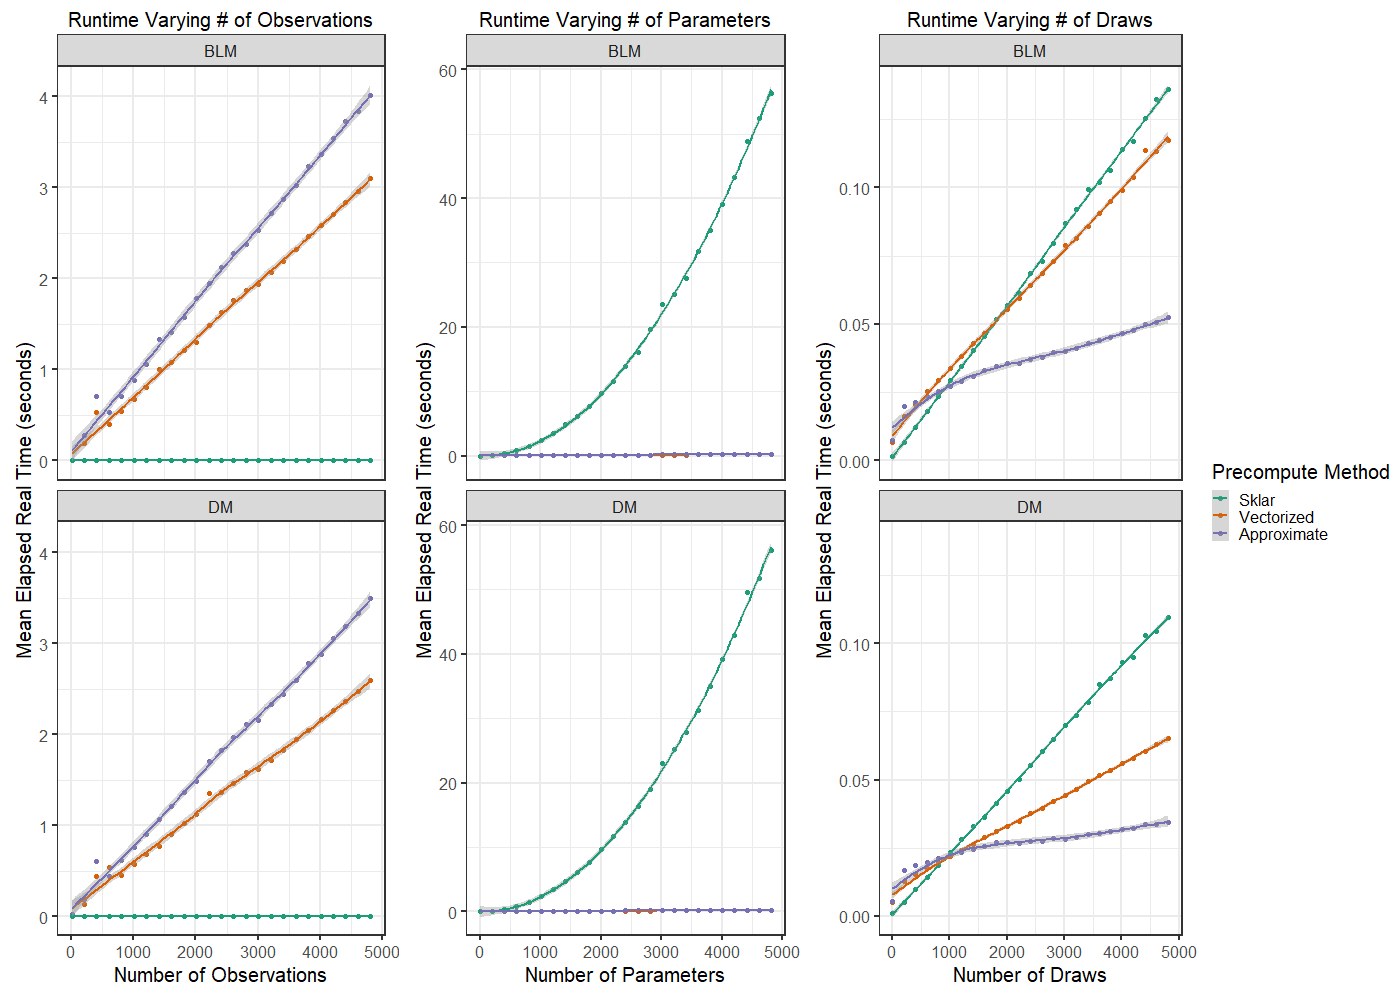 Runtime Varying # of Observations
BLM
4
3
2
1
0
DM
4
3
2
1
0
0 1000 2000 3000 4000 5000
Number of Observations
Mean Elapsed Real Time (seconds)
Runtime Varying # of Parameters
BLM
60
40
20
0
DM
60
40
20
0
0 1000 2000 3000 4000 5000
Number of Parameters
Mean Elapsed Real Time (seconds)
Runtime Varying # of Draws
BLM
0.10
0.05
0.00
DM
0.10
0.05
0.00
0 1000 2000 3000 4000 5000
Number of Draws
Mean Elapsed Real Time (seconds)
Precompute Method
Sklar
Vectorized
Approximate